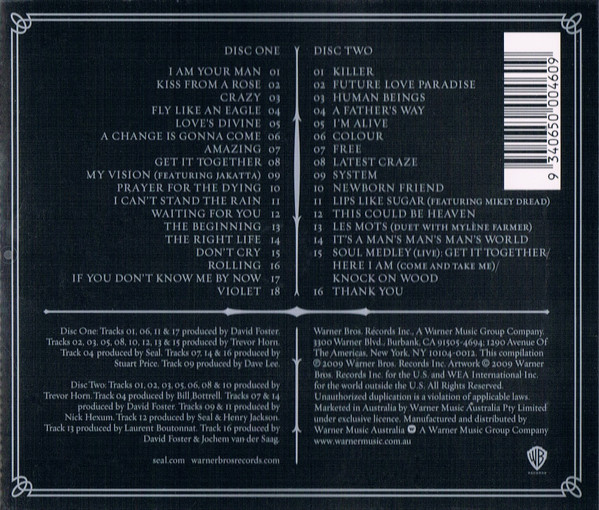 DISC ONE
I AM YOUR MAN 01
KISS FROM A ROSE 02
CRAZY 03
FLY LIKE AN EAGLE 04
LOVE'S DIVINE 05
A CHANGE IS GONNA COME 06
AMAZING 07
GET IT TOGETHER 08
MY VISION (FEATURING JAKATTA) 09
PRAYER FOR THE DYING 10
I CAN'T STAND THE RAIN 11
WAITING FOR YOU 12
THE BEGINNING 13
THE RIGHT LIFE 14
DON'T CRY 15
ROLLING 16
IF YOU DON'T KNOW ME BY NOW 17
VIOLET 18
DISC TWO
01 KILLER
02 FUTURE LOVE PARADISE
03 HUMAN BEINGS
04 A FATHER'S WAY
05 I'M ALIVE
06 COLOUR
07 FREE
08 LATEST CRAZE
09 SYSTEM
10 NEWBORN FRIEND
11 LIPS LIKE SUGAR (FEATURING MIKEY DREAD)
12 THIS COULD BE HEAVEN
13 LES MOTS (DUET WITH MYLÈNE FARMER)
14 IT'S A MAN'S MAN'S MAN'S WORLD
15 SOUL MEDLEY (LIVE): GET IT TOGETHER/
HERE I AM (COME AND TAKE ME)/
KNOCK ON WOOD
16 THANK YOU
9 340650 004609
Disc One: Tracks 01, 06, 11 & 17 produced by David Foster.
Tracks 02, 03, 05, 08, 10, 12, 13 & 15 produced by Trevor Horn.
Track 04 produced by Seal. Tracks 07, 14 & 16 produced by
Stuart Price. Track 09 produced by Dave Lee.
Disc Two: Tracks 01, 02, 03, 05, 06, 08 & 10 produced by
Trevor Horn. Track 04 produced by Bill Bottrell. Tracks 07 & 14
produced by David Foster. Tracks 09 & 11 produced by
Nick Hexum. Track 12 produced by Seal & Henry Jackson.
Track 13 produced by Laurent Boutonnat. Track 16 produced by
David Foster & Jochem van der Saag.
seal.com warnerbrosrecords.com
Warner Bros. Records Inc., A Warner Music Group Company.
3300 Warner Blvd., Burbank, CA 91505-4694; 1290 Avenue Of
The Americas, New York, NY 10104-0012. This compilation
℗ 2009 Warner Bros. Records Inc. Artwork © 2009 Warner
Bros. Records Inc. for the U.S. and WEA International Inc.
for the world outside the U.S. All Rights Reserved.
Unauthorized duplication is a violation of applicable laws.
Marketed in Australia by Warner Music Australia Pty Limited
under exclusive licence. Manufactured and distributed by
Warner Music Australia A Warner Music Group Company
www.warnermusic.com.au
WB